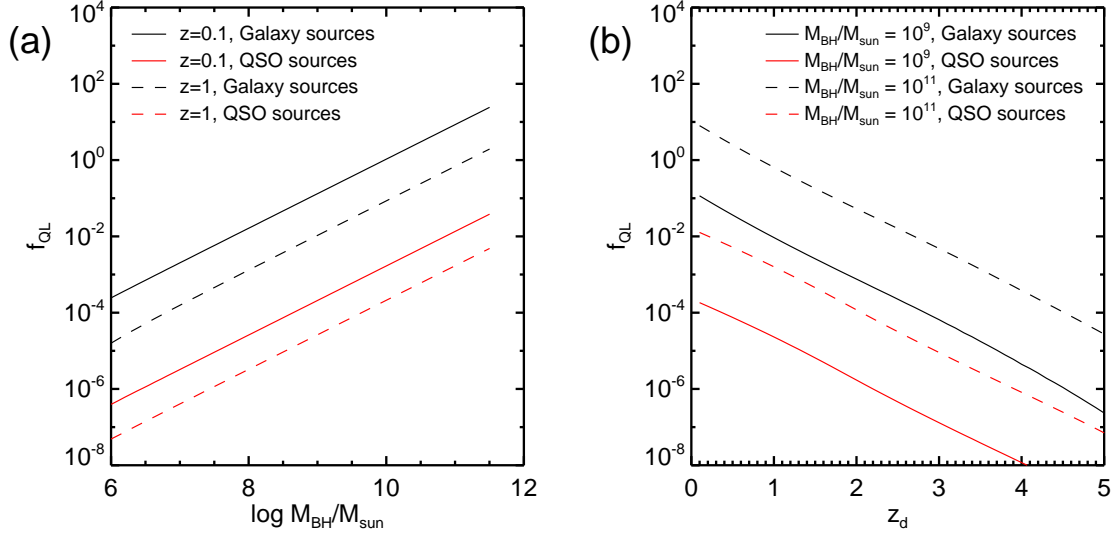 (a)
z=0.1, Galaxy sources
z=0.1, QSO sources
z=1, Galaxy sources
z=1, QSO sources
10^4
10^2
10^0
10^-2
10^-4
10^-6
10^-8
f_QL
6 7 8 9 10 11 12
log M_BH/M_sun
(b)
M_BH/M_sun = 10^9, Galaxy sources
M_BH/M_sun = 10^9, QSO sources
M_BH/M_sun = 10^11, Galaxy sources
M_BH/M_sun = 10^11, QSO sources
10^4
10^2
10^0
10^-2
10^-4
10^-6
10^-8
f_QL
0 1 2 3 4 5
z_d